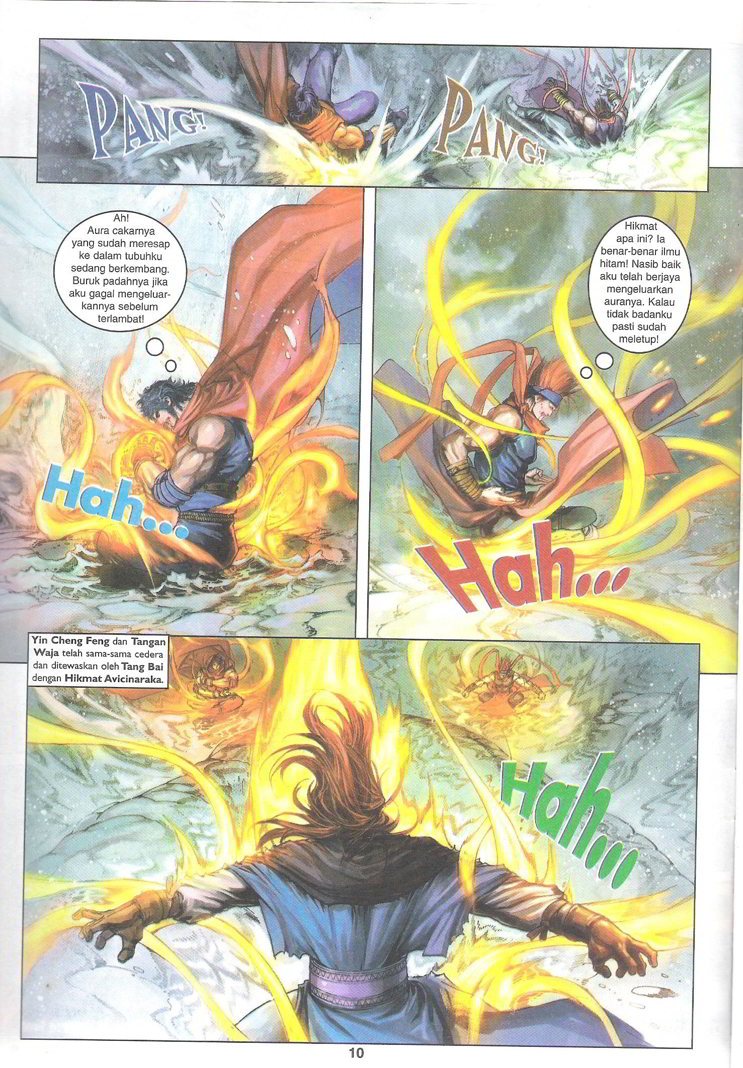 PANG!
PANG!
Ah!
Aura cakarnya
yang sudah meresap
ke dalam tubuhku
sedang berkembang.
Buruk padahnya jika
aku gagal mengeluar-
kannya sebelum
terlambat!
Hah...
Hikmat
apa ini? Ia
benar-benar ilmu
hitam! Nasib baik
aku telah berjaya
mengeluarkan
auranya. Kalau
tidak badanku
pasti sudah
meletup!
Hah...
Yin Cheng Feng dan Tangan
Waja telah sama-sama cedera
dan ditewaskan oleh Tang Bai
dengan Hikmat Avicinaraka.
Hah...
10